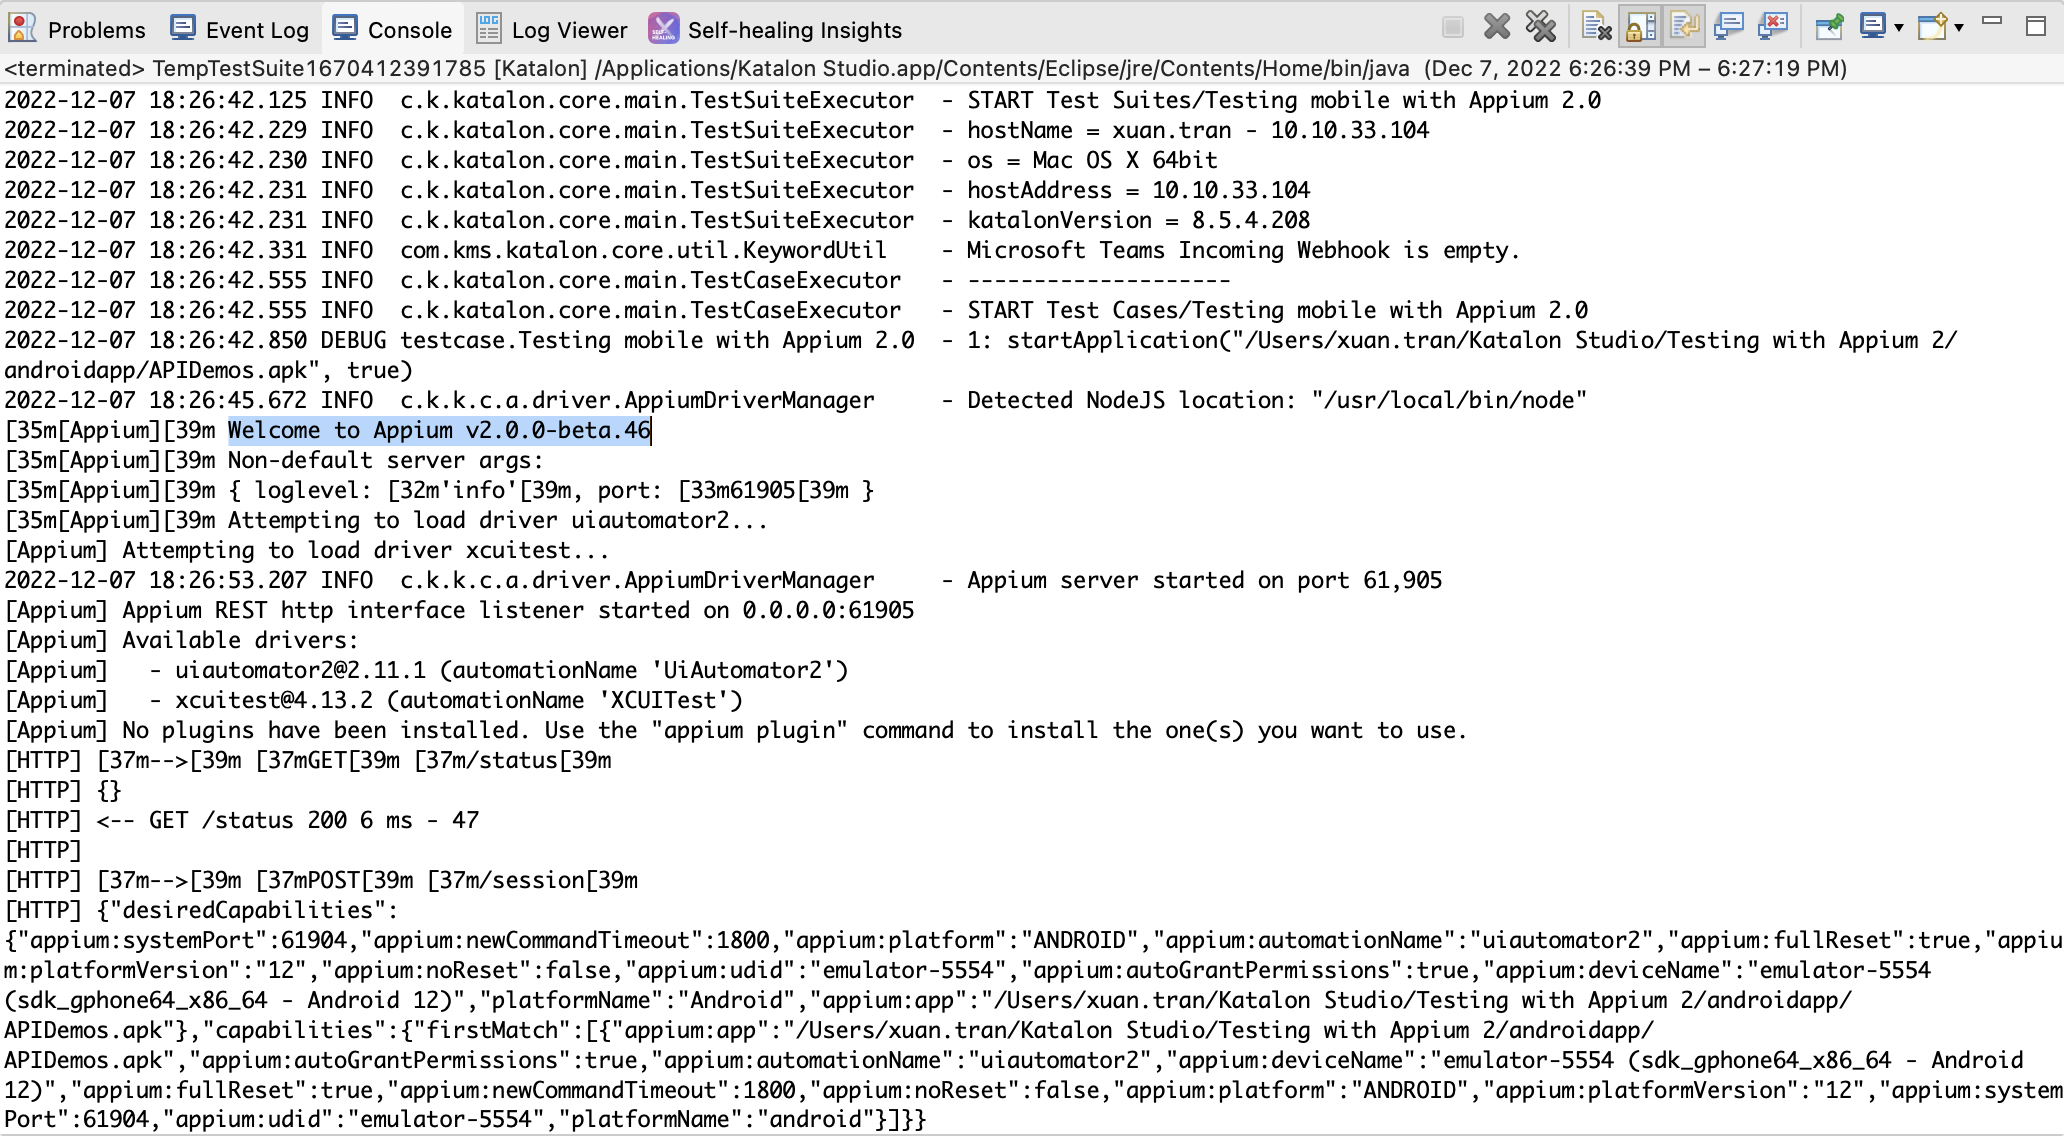 Problems Event Log Console Log Viewer Self-healing Insights
<terminated> TempTestSuite1670412391785 [Katalon] /Applications/Katalon Studio.app/Contents/Eclipse/jre/Contents/Home/bin/java (Dec 7, 2022 6:26:39 PM – 6:27:19 PM)
2022-12-07 18:26:42.125 INFO  c.k.katalon.core.main.TestSuiteExecutor  - START Test Suites/Testing mobile with Appium 2.0
2022-12-07 18:26:42.229 INFO  c.k.katalon.core.main.TestSuiteExecutor  - hostName = xuan.tran - 10.10.33.104
2022-12-07 18:26:42.230 INFO  c.k.katalon.core.main.TestSuiteExecutor  - os = Mac OS X 64bit
2022-12-07 18:26:42.231 INFO  c.k.katalon.core.main.TestSuiteExecutor  - hostAddress = 10.10.33.104
2022-12-07 18:26:42.231 INFO  c.k.katalon.core.main.TestSuiteExecutor  - katalonVersion = 8.5.4.208
2022-12-07 18:26:42.331 INFO  com.kms.katalon.core.util.KeywordUtil    - Microsoft Teams Incoming Webhook is empty.
2022-12-07 18:26:42.555 INFO  c.k.katalon.core.main.TestCaseExecutor   - --------------------
2022-12-07 18:26:42.555 INFO  c.k.katalon.core.main.TestCaseExecutor   - START Test Cases/Testing mobile with Appium 2.0
2022-12-07 18:26:42.850 DEBUG testcase.Testing mobile with Appium 2.0  - 1: startApplication("/Users/xuan.tran/Katalon Studio/Testing with Appium 2/
androidapp/APIDemos.apk", true)
2022-12-07 18:26:45.672 INFO  c.k.k.c.a.driver.AppiumDriverManager     - Detected NodeJS location: "/usr/local/bin/node"
[35m[Appium][39m Welcome to Appium v2.0.0-beta.46
[35m[Appium][39m Non-default server args:
[35m[Appium][39m { loglevel: [32m'info'[39m, port: [33m61905[39m }
[35m[Appium][39m Attempting to load driver uiautomator2...
[Appium] Attempting to load driver xcuitest...
2022-12-07 18:26:53.207 INFO  c.k.k.c.a.driver.AppiumDriverManager     - Appium server started on port 61,905
[Appium] Appium REST http interface listener started on 0.0.0.0:61905
[Appium] Available drivers:
[Appium]   - uiautomator2@2.11.1 (automationName 'UiAutomator2')
[Appium]   - xcuitest@4.13.2 (automationName 'XCUITest')
[Appium] No plugins have been installed. Use the "appium plugin" command to install the one(s) you want to use.
[HTTP] [37m-->[39m [37mGET[39m [37m/status[39m
[HTTP] {}
[HTTP] <-- GET /status 200 6 ms - 47
[HTTP]
[HTTP] [37m-->[39m [37mPOST[39m [37m/session[39m
[HTTP] {"desiredCapabilities":
{"appium:systemPort":61904,"appium:newCommandTimeout":1800,"appium:platform":"ANDROID","appium:automationName":"uiautomator2","appium:fullReset":true,"appiu
m:platformVersion":"12","appium:noReset":false,"appium:udid":"emulator-5554","appium:autoGrantPermissions":true,"appium:deviceName":"emulator-5554
(sdk_gphone64_x86_64 - Android 12)","platformName":"Android","appium:app":"/Users/xuan.tran/Katalon Studio/Testing with Appium 2/androidapp/
APIDemos.apk"},"capabilities":{"firstMatch":[{"appium:app":"/Users/xuan.tran/Katalon Studio/Testing with Appium 2/androidapp/
APIDemos.apk","appium:autoGrantPermissions":true,"appium:automationName":"uiautomator2","appium:deviceName":"emulator-5554 (sdk_gphone64_x86_64 - Android
12)","appium:fullReset":true,"appium:newCommandTimeout":1800,"appium:noReset":false,"appium:platform":"ANDROID","appium:platformVersion":"12","appium:system
Port":61904,"appium:udid":"emulator-5554","platformName":"android"}]}}